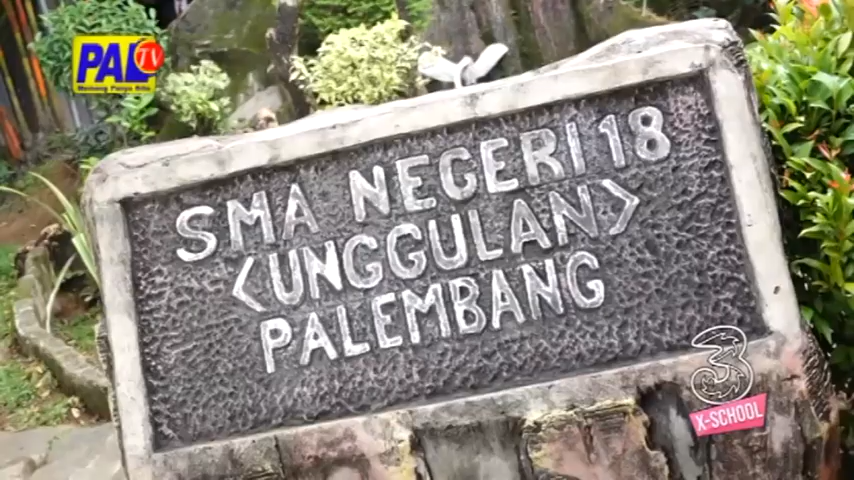 PAL TV
SMA NEGERI 18
<UNGGULAN>
PALEMBANG
3
X-SCHOOL